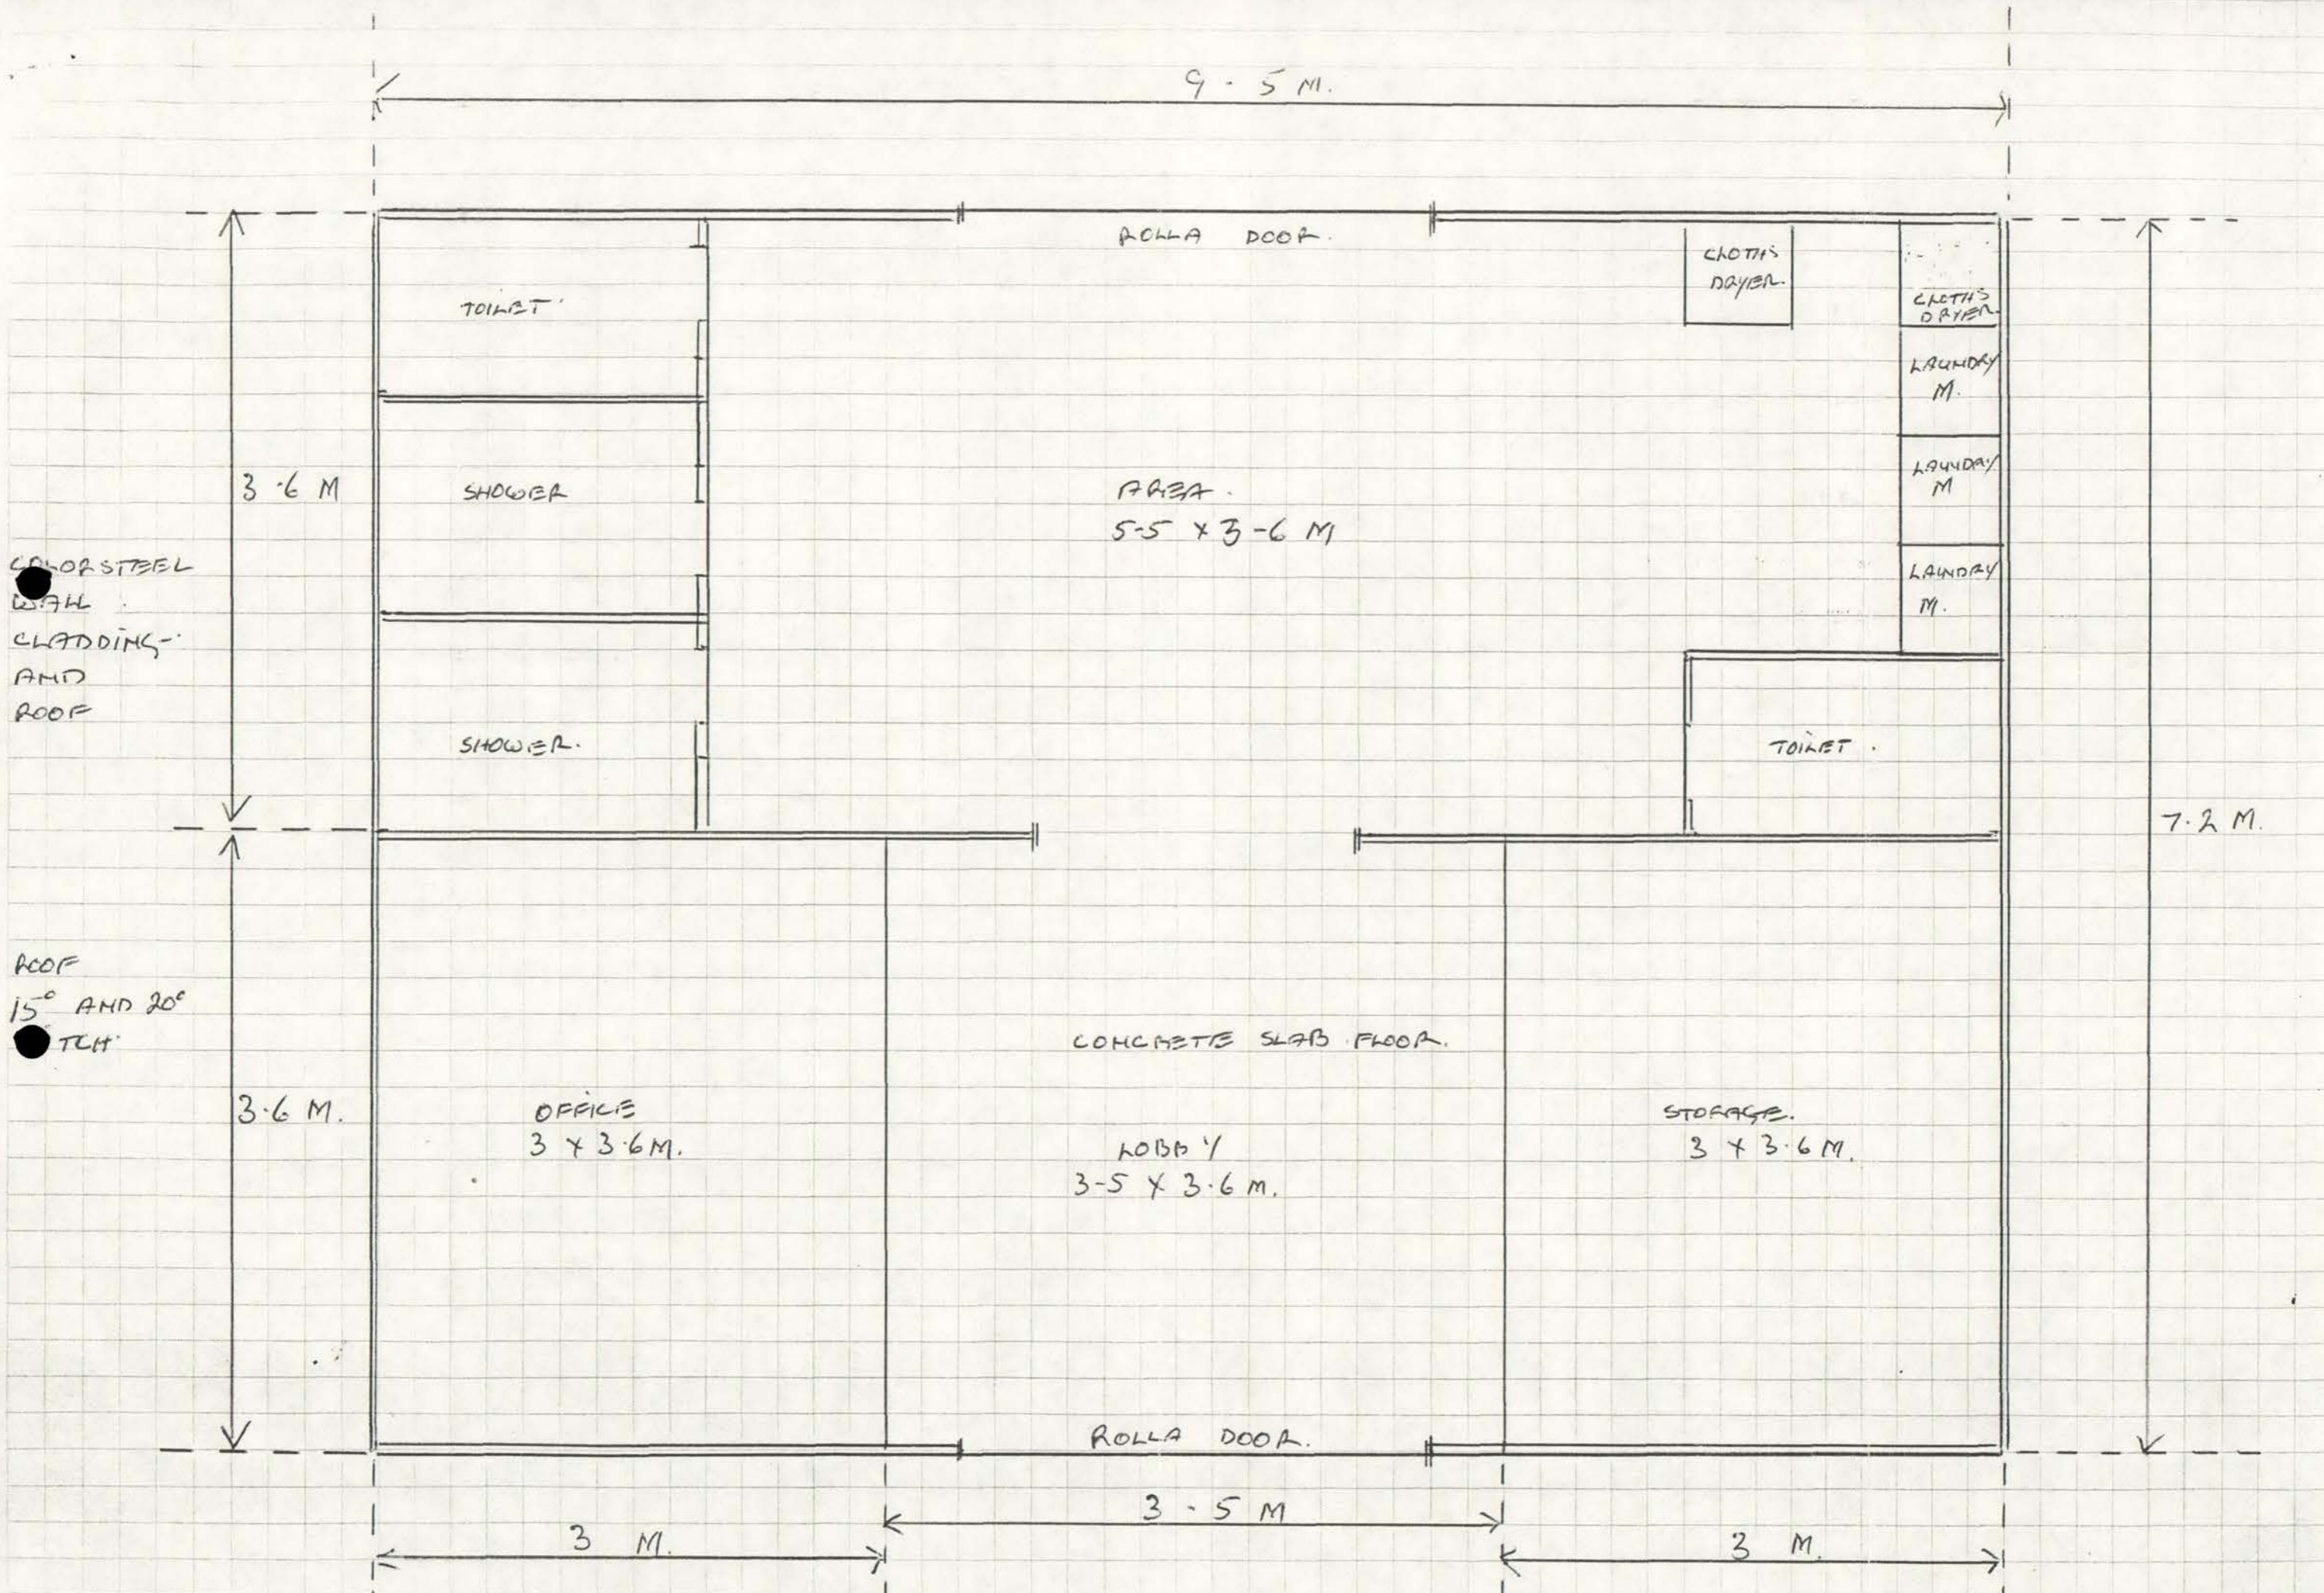 9.5 M.
ROLLA DOOR.
CLOTHS
DRYER.
CLOTHS
DRYER.
TOILET
LAUNDRY
M.
LAUNDRY
M
LAUNDRY
M.
3.6 M
SHOWER
AREA.
5-5 x 3-6 M
COLORSTEEL
WALL
CLADDING
AND
ROOF
SHOWER.
TOILET.
7.2 M.
ROOF
15° AND 20°
TCH
CONCRETE SLAB FLOOR.
3.6 M.
OFFICE
3 x 3.6 M.
LOBBY
3-5 x 3.6 M.
STORAGE.
3 x 3.6 M.
ROLLA DOOR.
3.5 M
3 M.
3 M.